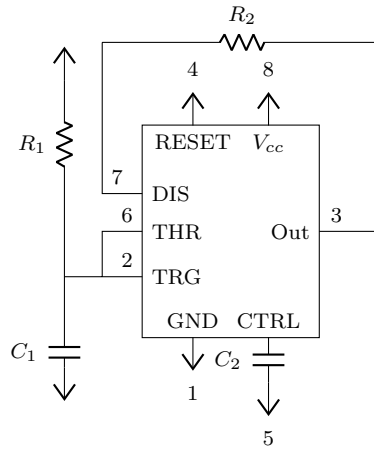 R₂
4 8
R₁
RESET V_cc
7
DIS
6
THR Out 3
2
TRG
GND CTRL
C₁
C₂
1
5